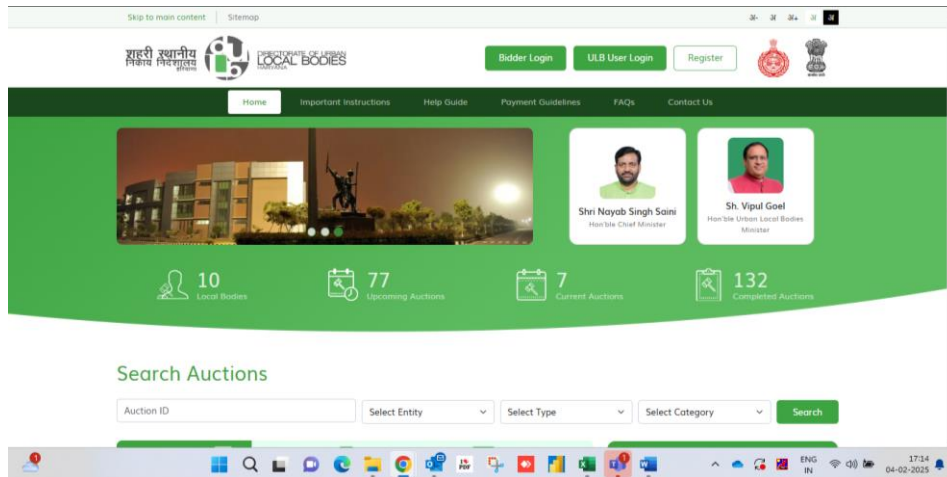 Skip to main content Sitemap अ- अ अ+ अ अ
शहरी स्थानीय
निकाय निदेशालय
हरियाणा
DIRECTORATE OF URBAN
LOCAL BODIES
HARYANA
Bidder Login ULB User Login Register
Home Important Instructions Help Guide Payment Guidelines FAQs Contact Us
Shri Nayab Singh Saini
Hon'ble Chief Minister
Sh. Vipul Goel
Hon'ble Urban Local Bodies
Minister
10
Local Bodies
77
Upcoming Auctions
7
Current Auctions
132
Completed Auctions
Search Auctions
Auction ID Select Entity Select Type Select Category Search
ENG
IN
17:14
04-02-2025